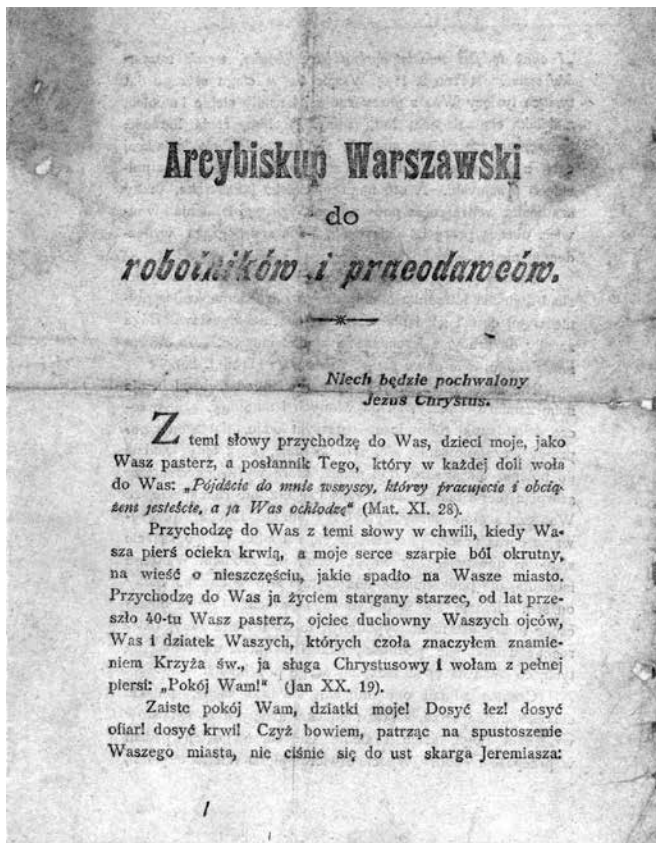 Arcybiskup Warszawski
do
robotników i pracodawców.
Niech będzie pochwalony
Jezus Chrystus.
Z temi słowy przychodzę do Was, dzieci moje, jako
Wasz pasterz, a posłannik Tego, który w każdej doli woła
do Was: „Pójdźcie do mnie wszyscy, którzy pracujecie i obcią-
żeni jesteście, a ja Was ochłodzę" (Mat. XI. 28).
Przychodzę do Was z temi słowy w chwili, kiedy Wa-
sza pierś ocieka krwią, a moje serce szarpie ból okrutny,
na wieść o nieszczęściu, jakie spadło na Wasze miasto.
Przychodzę do Was ja życiem stargany starzec, od lat prze-
szło 40-tu Wasz pasterz, ojciec duchowny Waszych ojców,
Was i dziatek Waszych, których czoła znaczyłem znamie-
niem Krzyża św., ja sługa Chrystusowy i wołam z pełnej
piersi: „Pokój Wam!" (Jan XX. 19).
Zaiste pokój Wam, dziatki moje! Dosyć łez! dosyć
ofiar! dosyć krwi! Czyż bowiem, patrząc na spustoszenie
Waszego miasta, nie ciśnie się do ust skarga Jeremiasza: